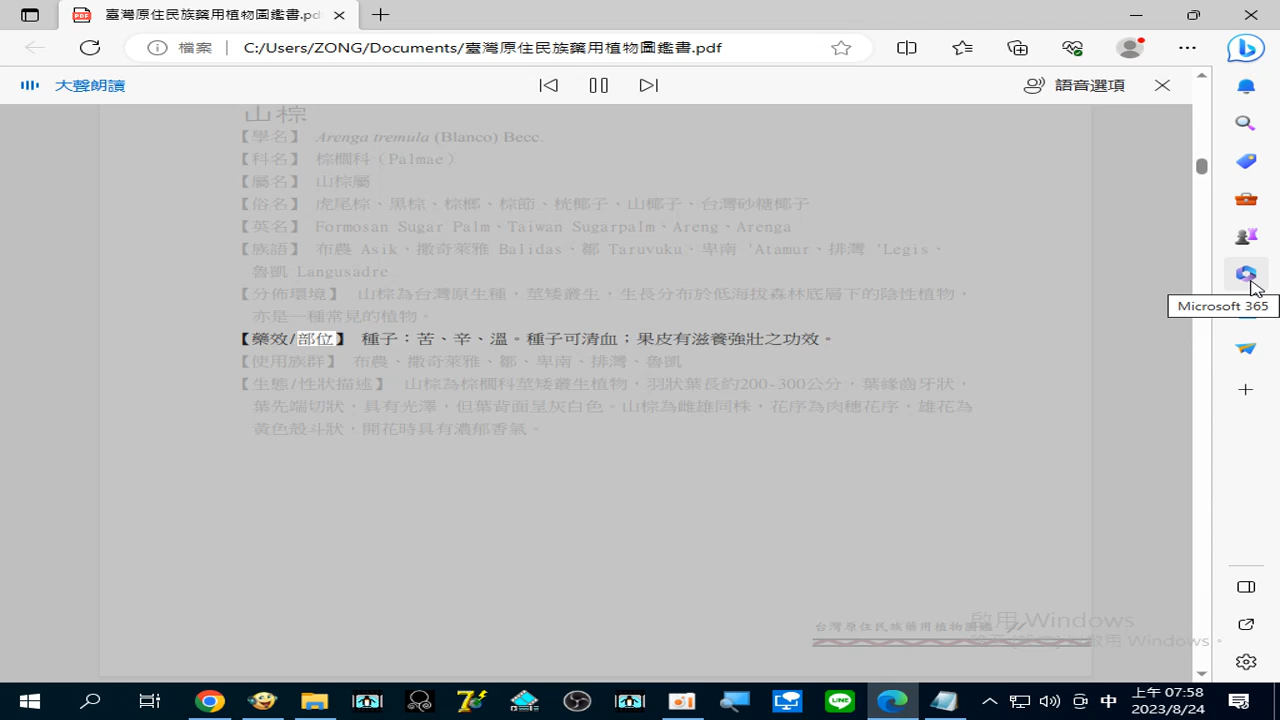 臺灣原住民族藥用植物圖鑑書.pd
檔案 C:/Users/ZONG/Documents/臺灣原住民族藥用植物圖鑑書.pdf
大聲朗讀
語音選項
山棕
【學名】 Arenga tremula (Blanco) Becc.
【科名】 棕櫚科（Palmae）
【屬名】 山棕屬
【俗名】 虎尾棕、黑棕、棕榔、棕節、桄椰子、山椰子、台灣砂糖椰子
【英名】 Formosan Sugar Palm、Taiwan Sugarpalm、Areng、Arenga
【族語】 布農 Asik、撒奇萊雅 Balidas、鄒 Taruvuku、卑南 'Atamur、排灣 'Legis、
魯凱 Langusadre
【分佈環境】 山棕為台灣原生種，莖矮叢生，生長分布於低海拔森林底層下的陰性植物，
亦是一種常見的植物。
【藥效/部位】 種子：苦、辛、溫。種子可清血；果皮有滋養強壯之功效。
【使用族群】 布農、撒奇萊雅、鄒、卑南、排灣、魯凱
【生態/性狀描述】 山棕為棕櫚科莖矮叢生植物，羽狀葉長約200-300公分，葉緣齒牙狀，
葉先端切狀，具有光澤，但葉背面呈灰白色。山棕為雌雄同株，花序為肉穗花序，雄花為
黃色殼斗狀，開花時具有濃郁香氣。
Microsoft 365
台灣原住民族藥用植物圖鑑
啟用 Windows
啟用 Windows。
中
上午 07:58
2023/8/24